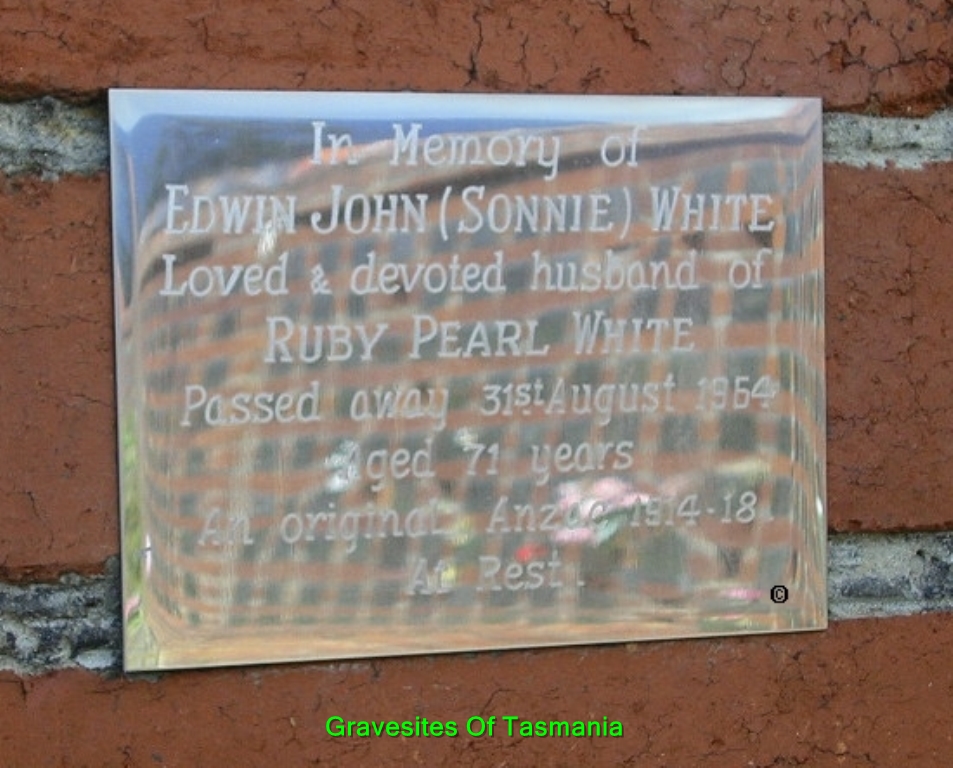 In Memory of
EDWIN JOHN (SONNIE) WHITE
Loved & devoted husband of
RUBY PEARL WHITE
Passed away 31st August 1964
Aged 71 years
An original Anzac 1914-18.
At Rest.
©
Gravesites Of Tasmania